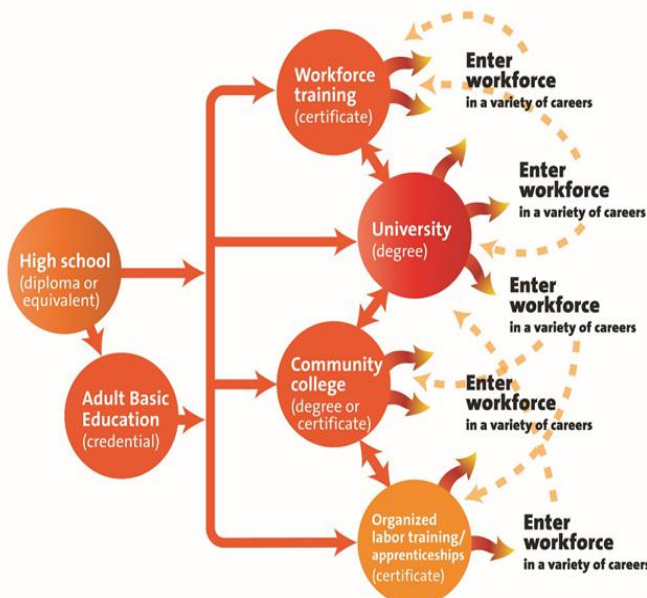 Workforce
training
(certificate)
Enter
workforce
in a variety of careers
University
(degree)
Enter
workforce
in a variety of careers
High school
(diploma or
equivalent)
Enter
workforce
in a variety of careers
Adult Basic
Education
(credential)
Community
college
(degree or
certificate)
Enter
workforce
in a variety of careers
Organized
labor training/
apprenticeships
(certificate)
Enter
workforce
in a variety of careers